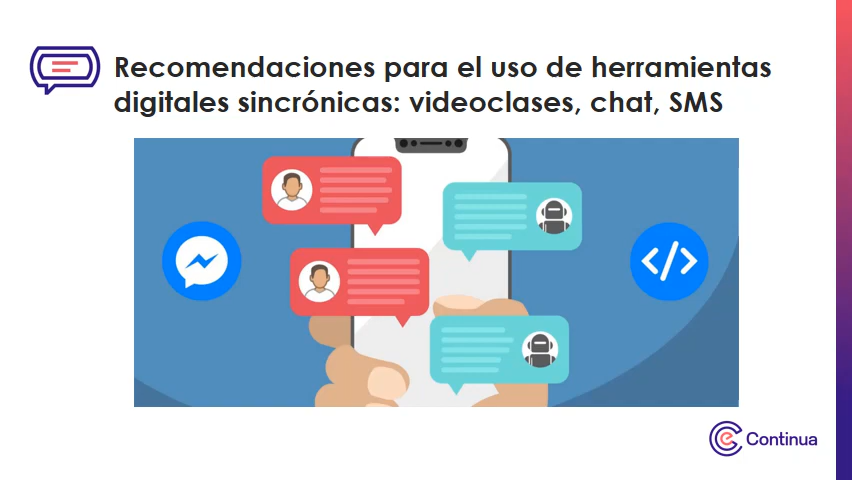 Recomendaciones para el uso de herramientas
digitales sincrónicas: videoclases, chat, SMS
</>
e Continua